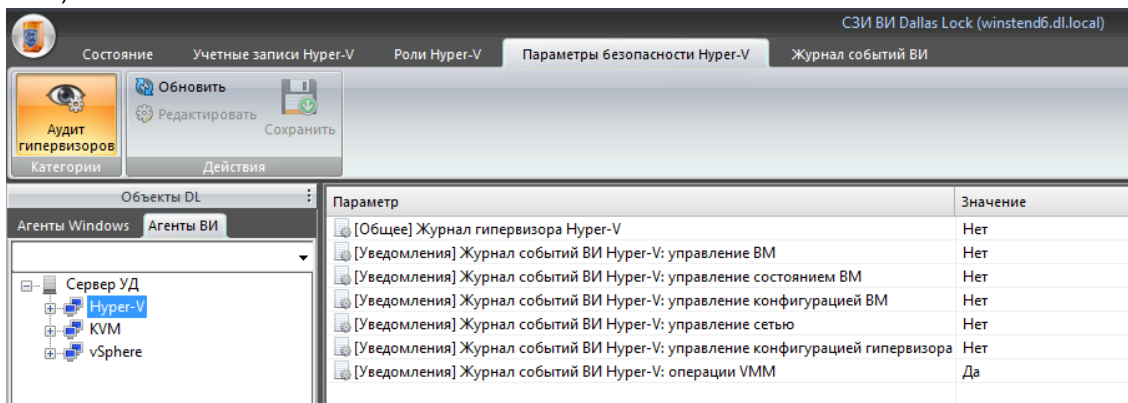 СЗИ ВИ Dallas Lock (winstend6.dl.local)
Состояние Учетные записи Hyper-V Роли Hyper-V Параметры безопасности Hyper-V Журнал событий ВИ
Обновить
Редактировать
Аудит гипервизоров
Сохранить
Категории Действия
Объекты DL
Агенты Windows Агенты ВИ
Сервер УД
Hyper-V
KVM
vSphere
Параметр Значение
[Общее] Журнал гипервизора Hyper-V Нет
[Уведомления] Журнал событий ВИ Hyper-V: управление ВМ Нет
[Уведомления] Журнал событий ВИ Hyper-V: управление состоянием ВМ Нет
[Уведомления] Журнал событий ВИ Hyper-V: управление конфигурацией ВМ Нет
[Уведомления] Журнал событий ВИ Hyper-V: управление сетью Нет
[Уведомления] Журнал событий ВИ Hyper-V: управление конфигурацией гипервизора Нет
[Уведомления] Журнал событий ВИ Hyper-V: операции VMM Да